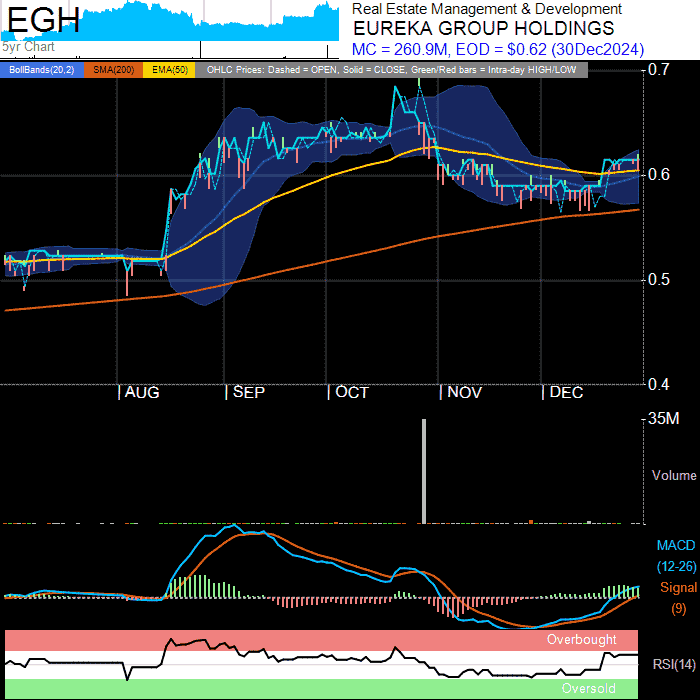 EGH
5yr Chart
Real Estate Management & Development
EUREKA GROUP HOLDINGS
MC = 260.9M, EOD = $0.62 (30Dec2024)
BollBands(20,2) SMA(200) EMA(50) OHLC Prices: Dashed = OPEN, Solid = CLOSE, Green/Red bars = Intra-day HIGH/LOW
0.7
0.6
0.5
0.4
AUG SEP OCT NOV DEC
35M
Volume
MACD
(12-26)
Signal
(9)
Overbought
RSI(14)
Oversold